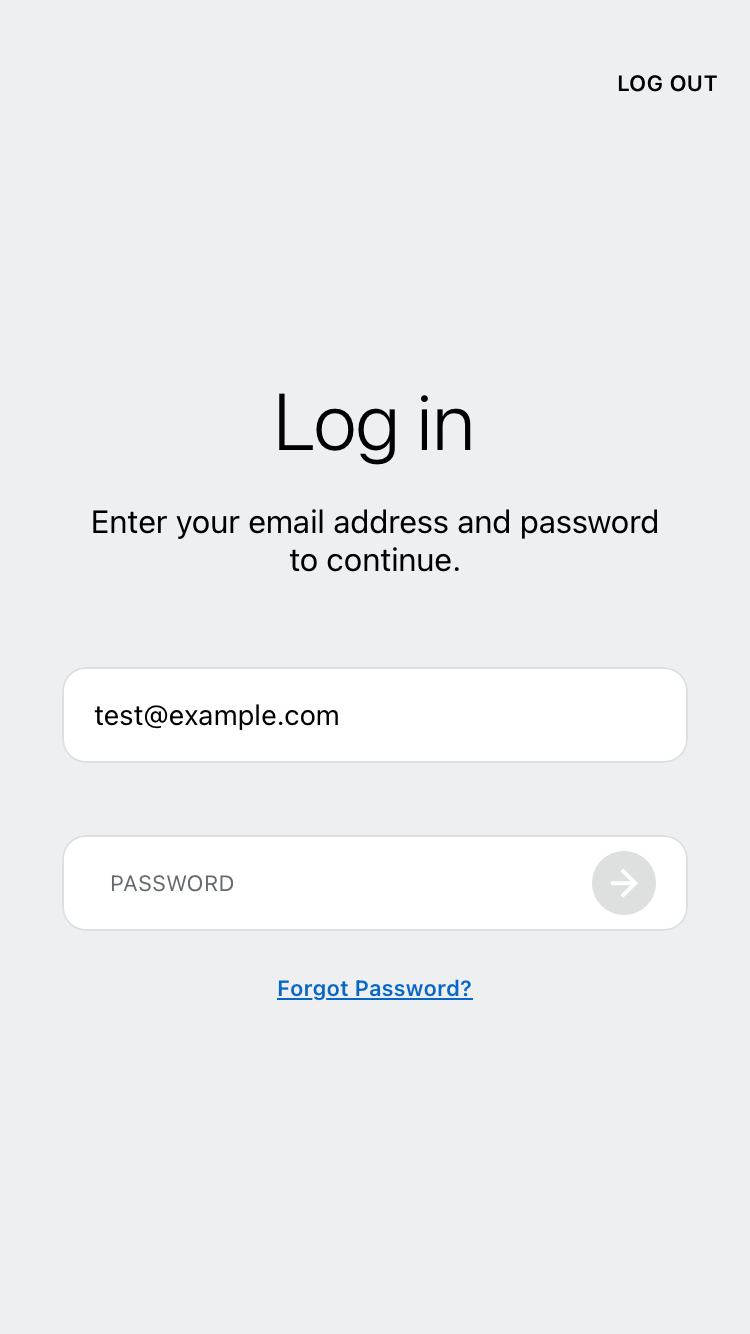 LOG OUT
Log in
Enter your email address and password
to continue.
test@example.com
PASSWORD
Forgot Password?